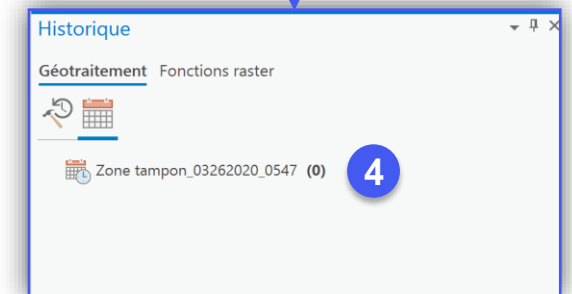 Historique
Géotraitement Fonctions raster
Zone tampon_03262020_0547 (0) 4